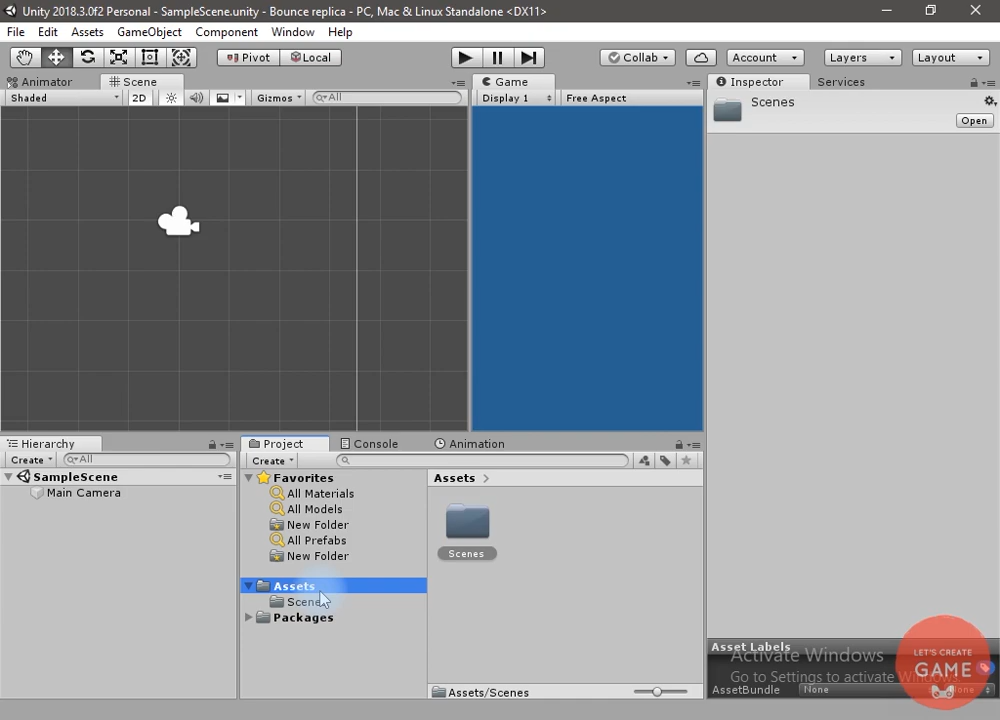 Unity 2018.3.0f2 Personal - SampleScene.unity - Bounce replica - PC, Mac & Linux Standalone <DX11>
File Edit Assets GameObject Component Window Help
Pivot Local Collab Account Layers Layout
Animator Scene Game Inspector Services
Shaded 2D Gizmos All Display 1 Free Aspect
Scenes
Open
Hierarchy Project Console Animation
Create All Create
SampleScene
Main Camera
Favorites
All Materials
All Models
New Folder
All Prefabs
New Folder
Assets
Scenes
Packages
Assets
Scenes
Assets/Scenes
Asset Labels
AssetBundle None
Activate Windows
Go to Settings to activate Windows.
LET'S CREATE
GAME